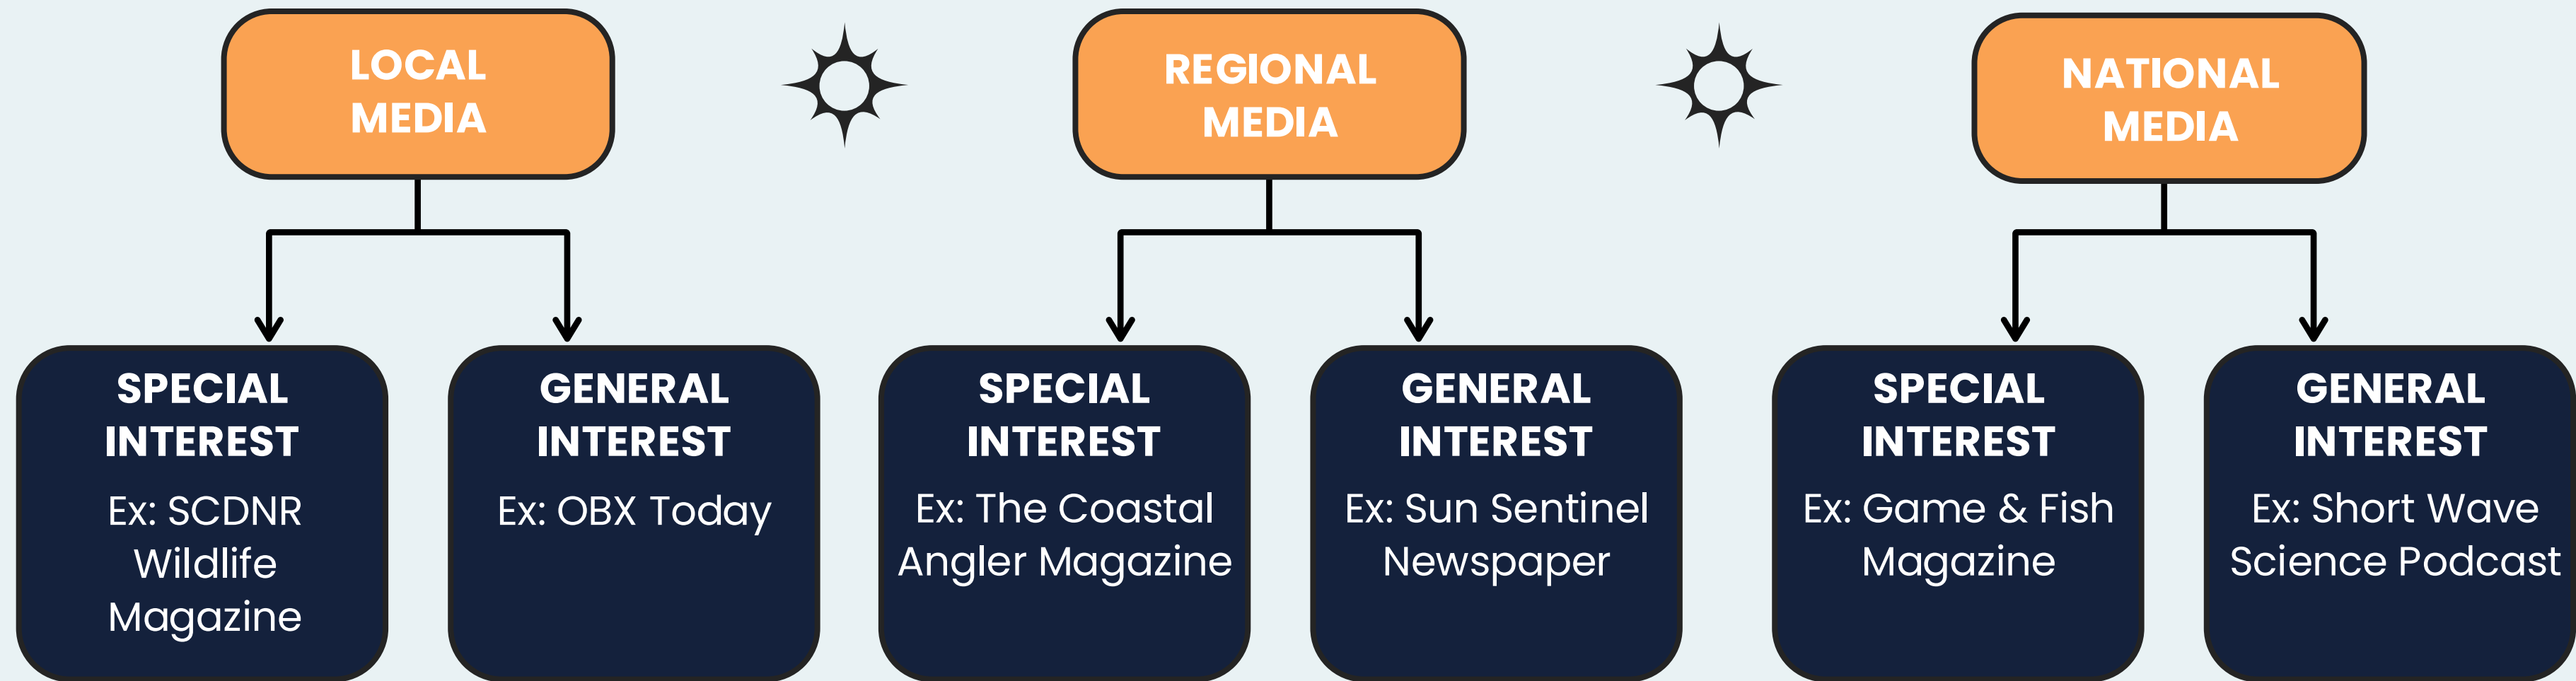 LOCAL
MEDIA
REGIONAL
MEDIA
NATIONAL
MEDIA
SPECIAL
INTEREST
Ex: SCDNR
Wildlife
Magazine
GENERAL
INTEREST
Ex: OBX Today
SPECIAL
INTEREST
Ex: The Coastal
Angler Magazine
GENERAL
INTEREST
Ex: Sun Sentinel
Newspaper
SPECIAL
INTEREST
Ex: Game & Fish
Magazine
GENERAL
INTEREST
Ex: Short Wave
Science Podcast